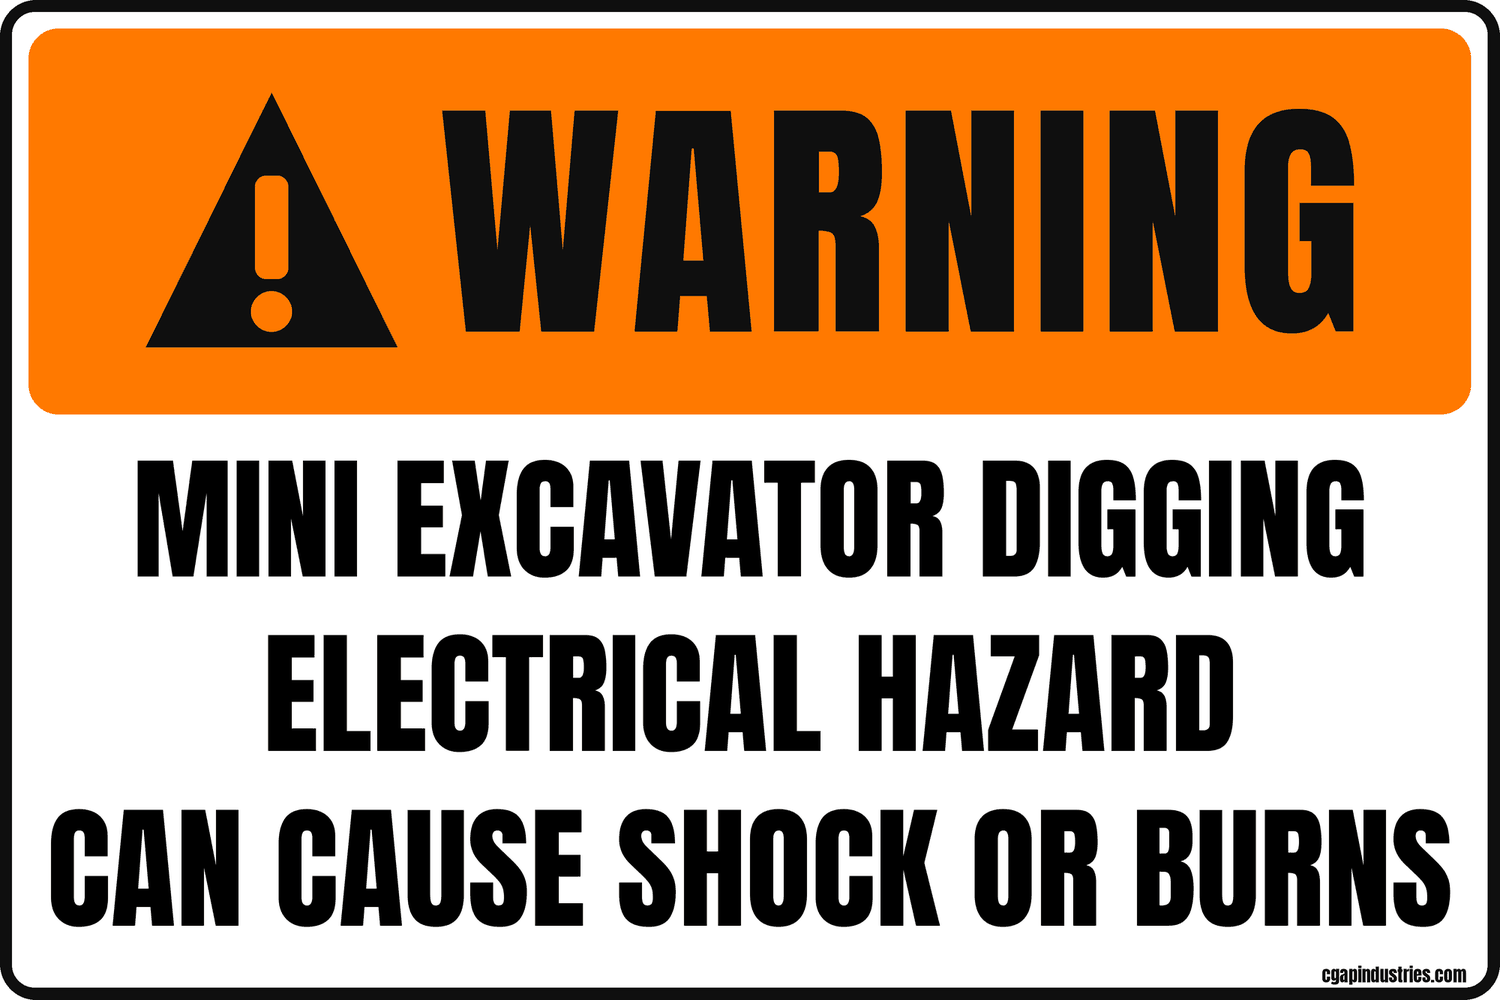 WARNING
MINI EXCAVATOR DIGGING
ELECTRICAL HAZARD
CAN CAUSE SHOCK OR BURNS
cgapindustries.com